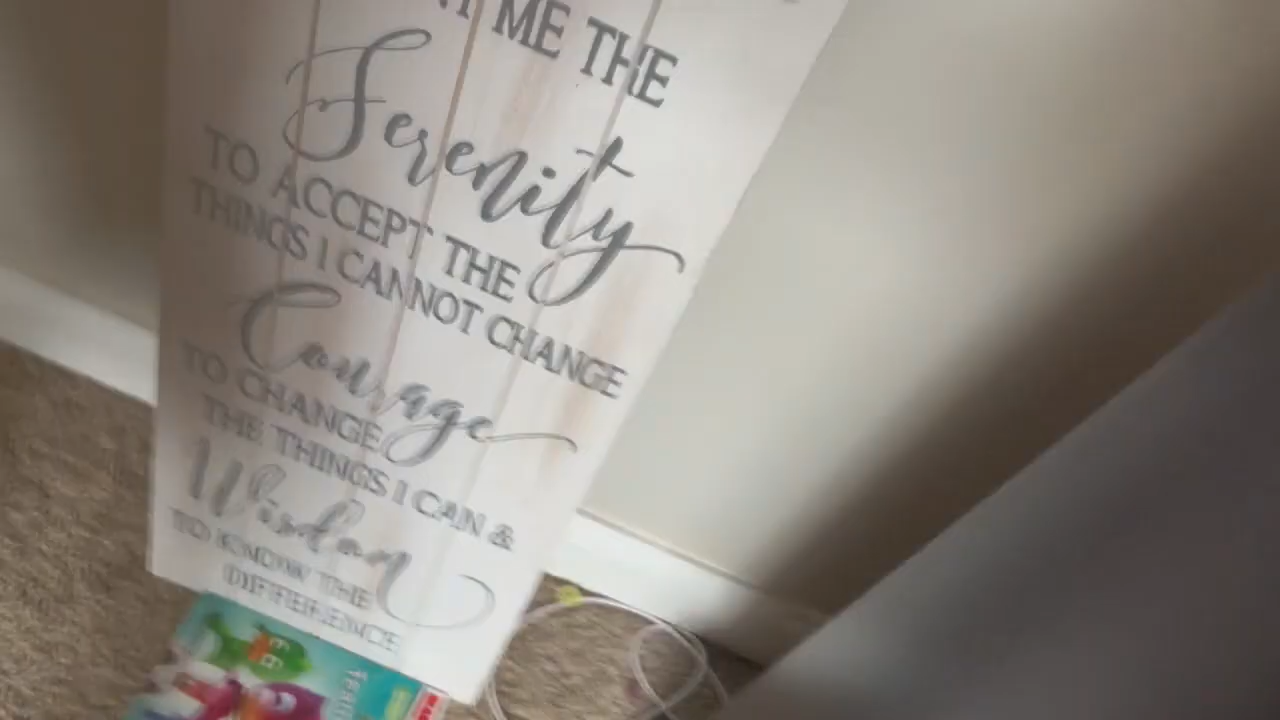 ME THE
Serenity
TO ACCEPT THE
THINGS I CANNOT CHANGE
Courage
TO CHANGE
THE THINGS I CAN &
Wisdom
TO KNOW THE
DIFFERENCE